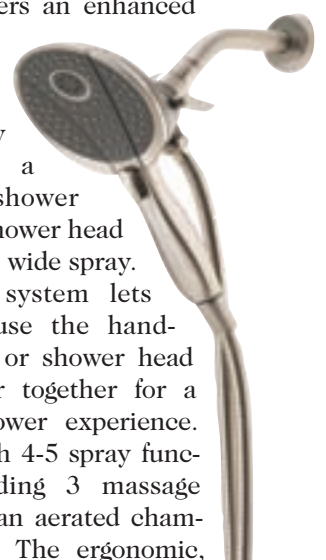 ers an enhanced
y
a
shower
ower head
wide spray.
system lets
use the hand-
or shower head
r together for a
ower experience.
h 4-5 spray func-
ding 3 massage
an aerated cham-
The ergonomic,